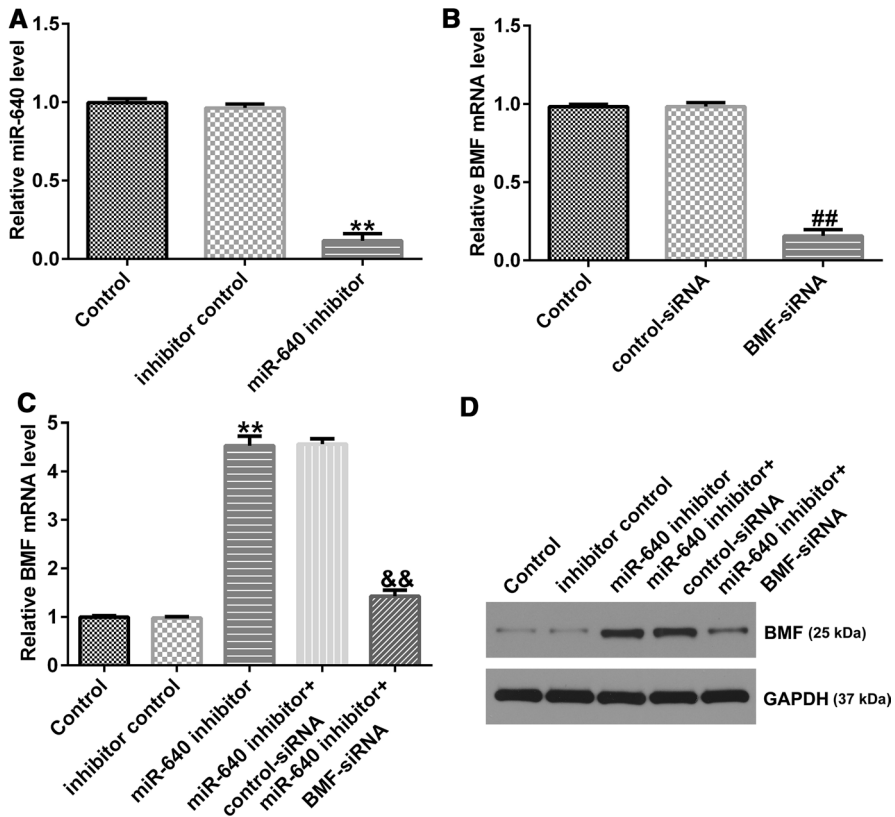 A
Relative miR-640 level
1.5
1.0
0.5
0.0
**
Control
inhibitor control
miR-640 inhibitor
B
Relative BMF mRNA level
1.5
1.0
0.5
0.0
##
Control
control-siRNA
BMF-siRNA
C
Relative BMF mRNA level
5
4
3
2
1
0
**
&&
Control
inhibitor control
miR-640 inhibitor
miR-640 inhibitor+
control-siRNA
miR-640 inhibitor+
BMF-siRNA
D
Control
inhibitor control
miR-640 inhibitor
miR-640 inhibitor+
control-siRNA
miR-640 inhibitor+
BMF-siRNA
BMF (25 kDa)
GAPDH (37 kDa)